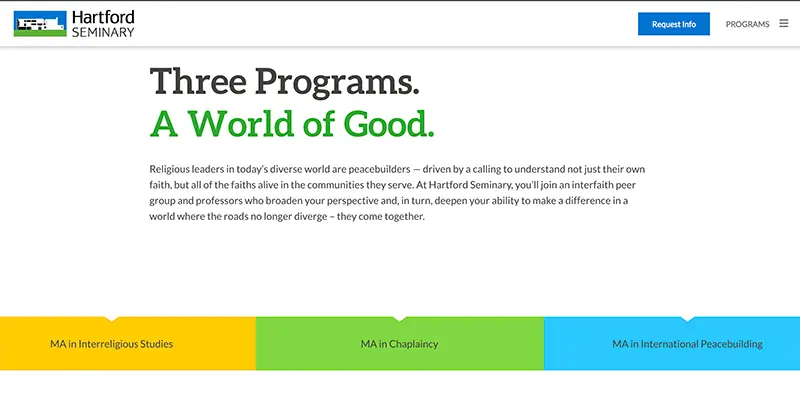 Hartford
SEMINARY
Request Info
PROGRAMS
Three Programs.
A World of Good.
Religious leaders in today's diverse world are peacebuilders — driven by a calling to understand not just their own
faith, but all of the faiths alive in the communities they serve. At Hartford Seminary, you'll join an interfaith peer
group and professors who broaden your perspective and, in turn, deepen your ability to make a difference in a
world where the roads no longer diverge – they come together.
MA in Interreligious Studies
MA in Chaplaincy
MA in International Peacebuilding